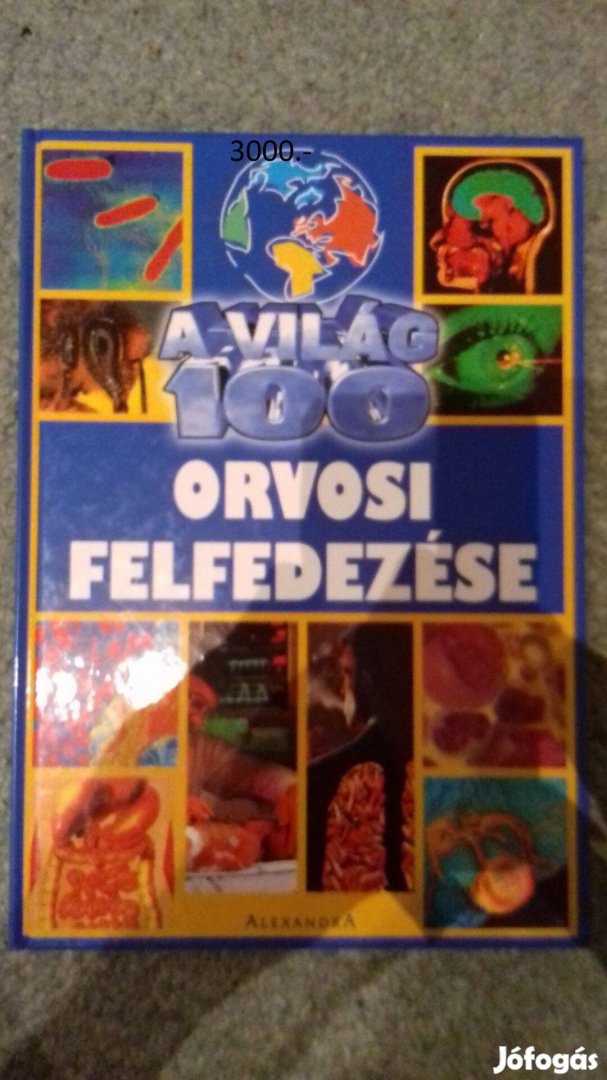 3000.-
A VILÁG
100
ORVOSI
FELFEDEZÉSE
ALEXANDRA
Jófogás